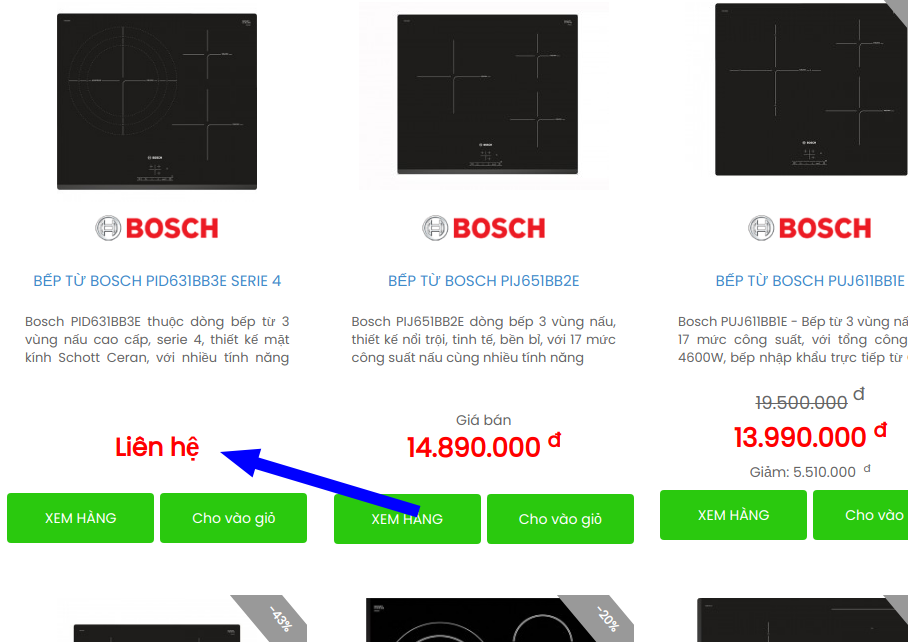 BOSCH
BOSCH
BOSCH
BẾP TỪ BOSCH PID631BB3E SERIE 4
BẾP TỪ BOSCH PIJ651BB2E
BẾP TỪ BOSCH PUJ611BB1E
Bosch PID631BB3E thuộc dòng bếp từ 3
vùng nấu cao cấp, serie 4, thiết kế mặt
kính Schott Ceran, với nhiều tính năng
Bosch PIJ651BB2E dòng bếp 3 vùng nấu,
thiết kế nổi trội, tinh tế, bền bỉ, với 17 mức
công suất nấu cùng nhiều tính năng
Bosch PUJ611BB1E - Bếp từ 3 vùng nấ
17 mức công suất, với tổng công
4600W, bếp nhập khẩu trực tiếp từ
Liên hệ
Giá bán
14.890.000 đ
19.500.000 đ
13.990.000 đ
Giảm: 5.510.000 đ
XEM HÀNG
Cho vào giỏ
XEM HÀNG
Cho vào giỏ
XEM HÀNG
Cho vào
-43%
-20%